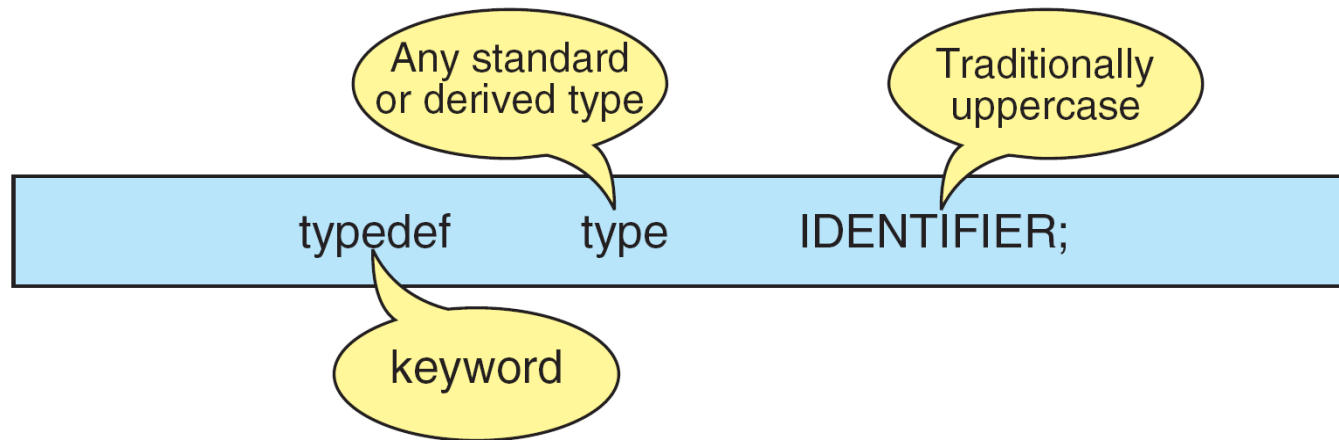 Any standard
or derived type
Traditionally
uppercase
typedef type IDENTIFIER;
keyword